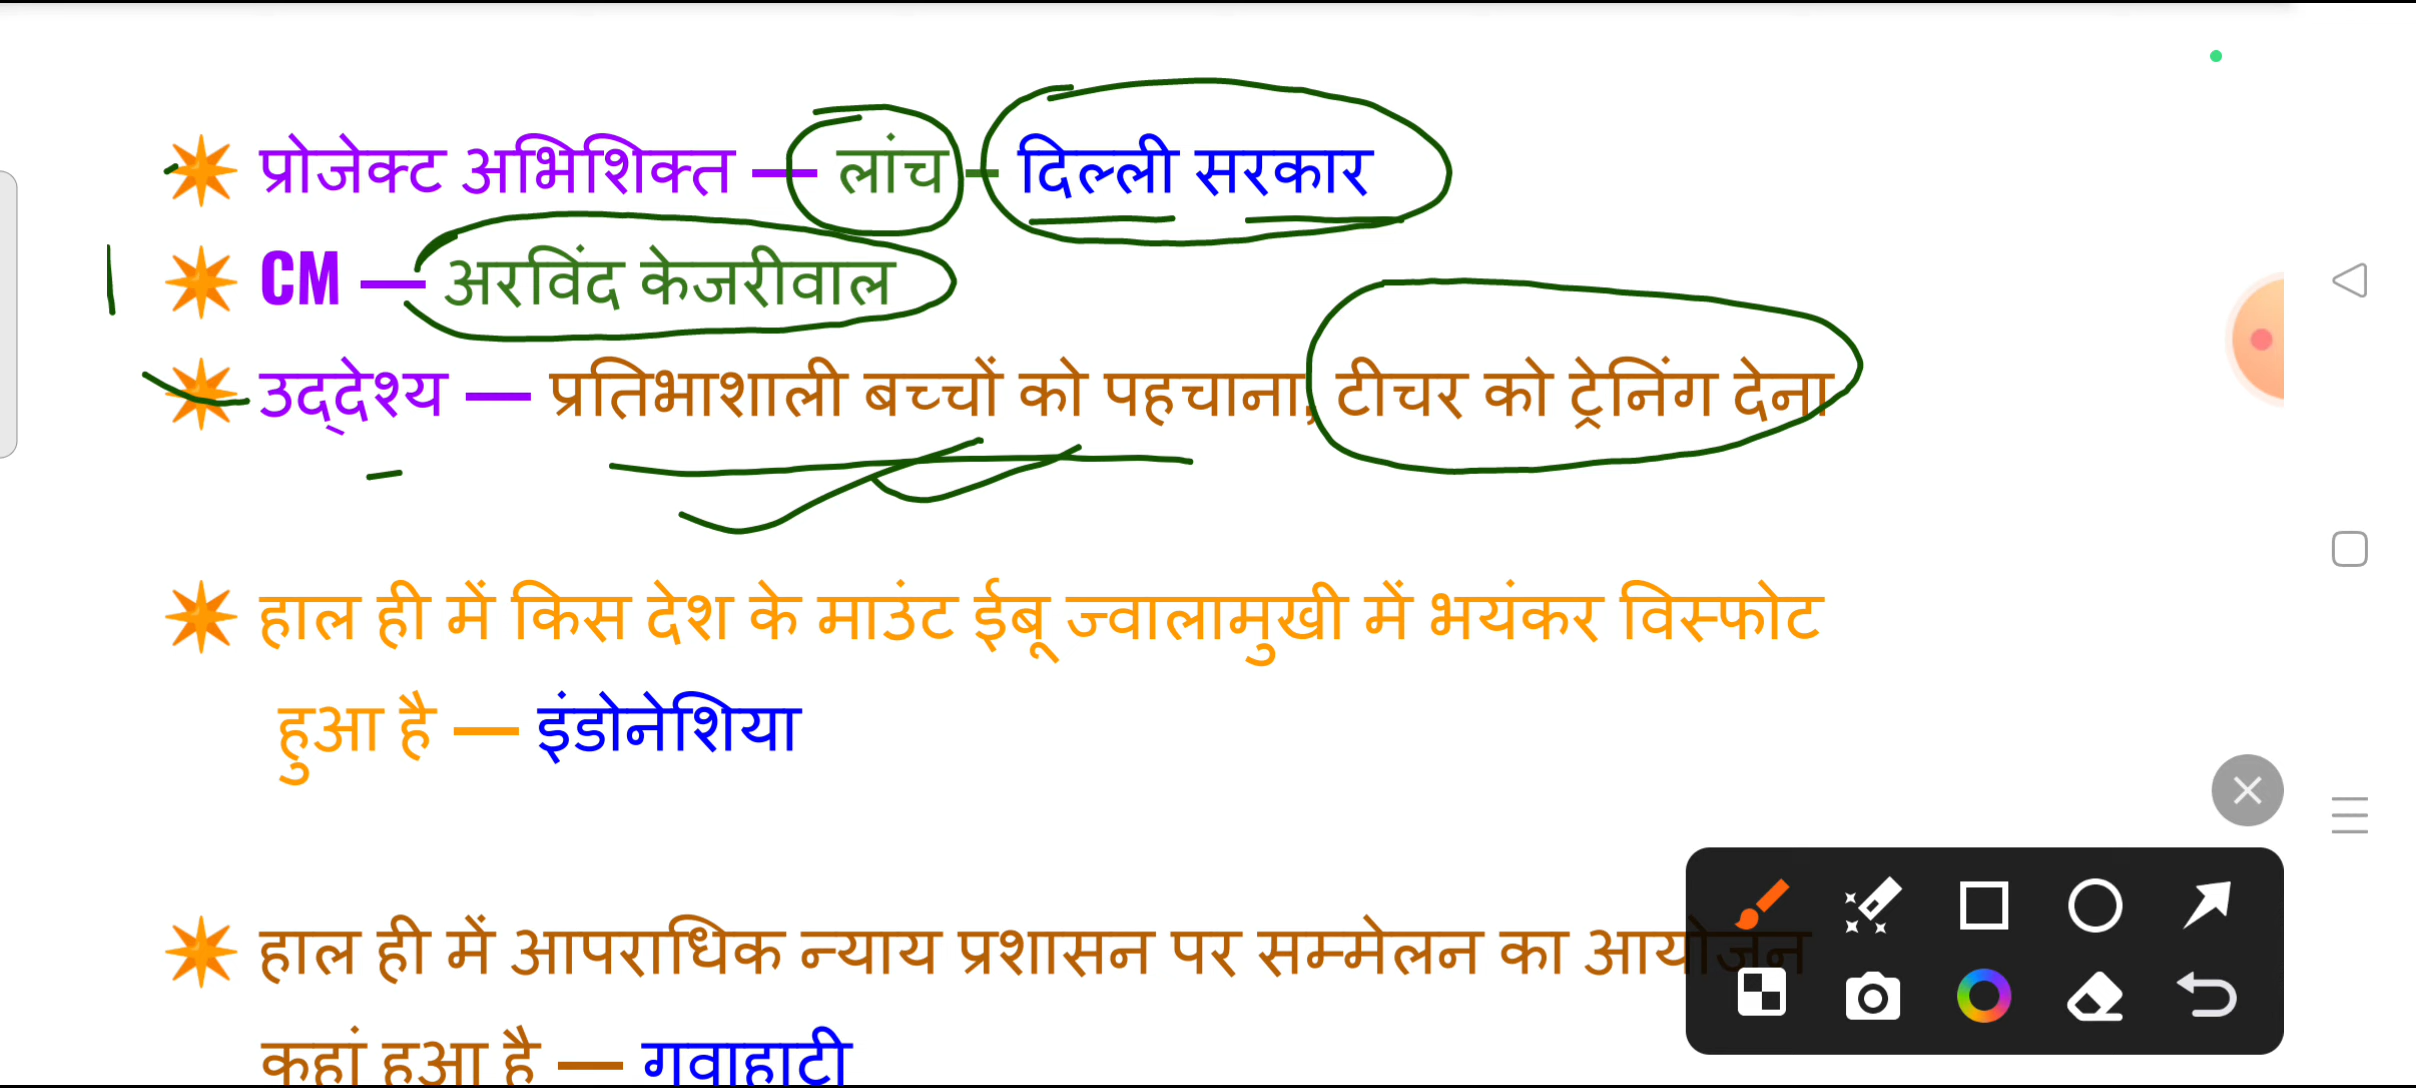 प्रोजेक्ट अभिशिक्त — लांच - दिल्ली सरकार
CM — अरविंद केजरीवाल
उद्देश्य — प्रतिभाशाली बच्चों को पहचाना, टीचर को ट्रेनिंग देना
हाल ही में किस देश के माउंट ईबू ज्वालामुखी में भयंकर विस्फोट
हुआ है — इंडोनेशिया
हाल ही में आपराधिक न्याय प्रशासन पर सम्मेलन का आयोजन
कहां हुआ है — गुवाहाटी